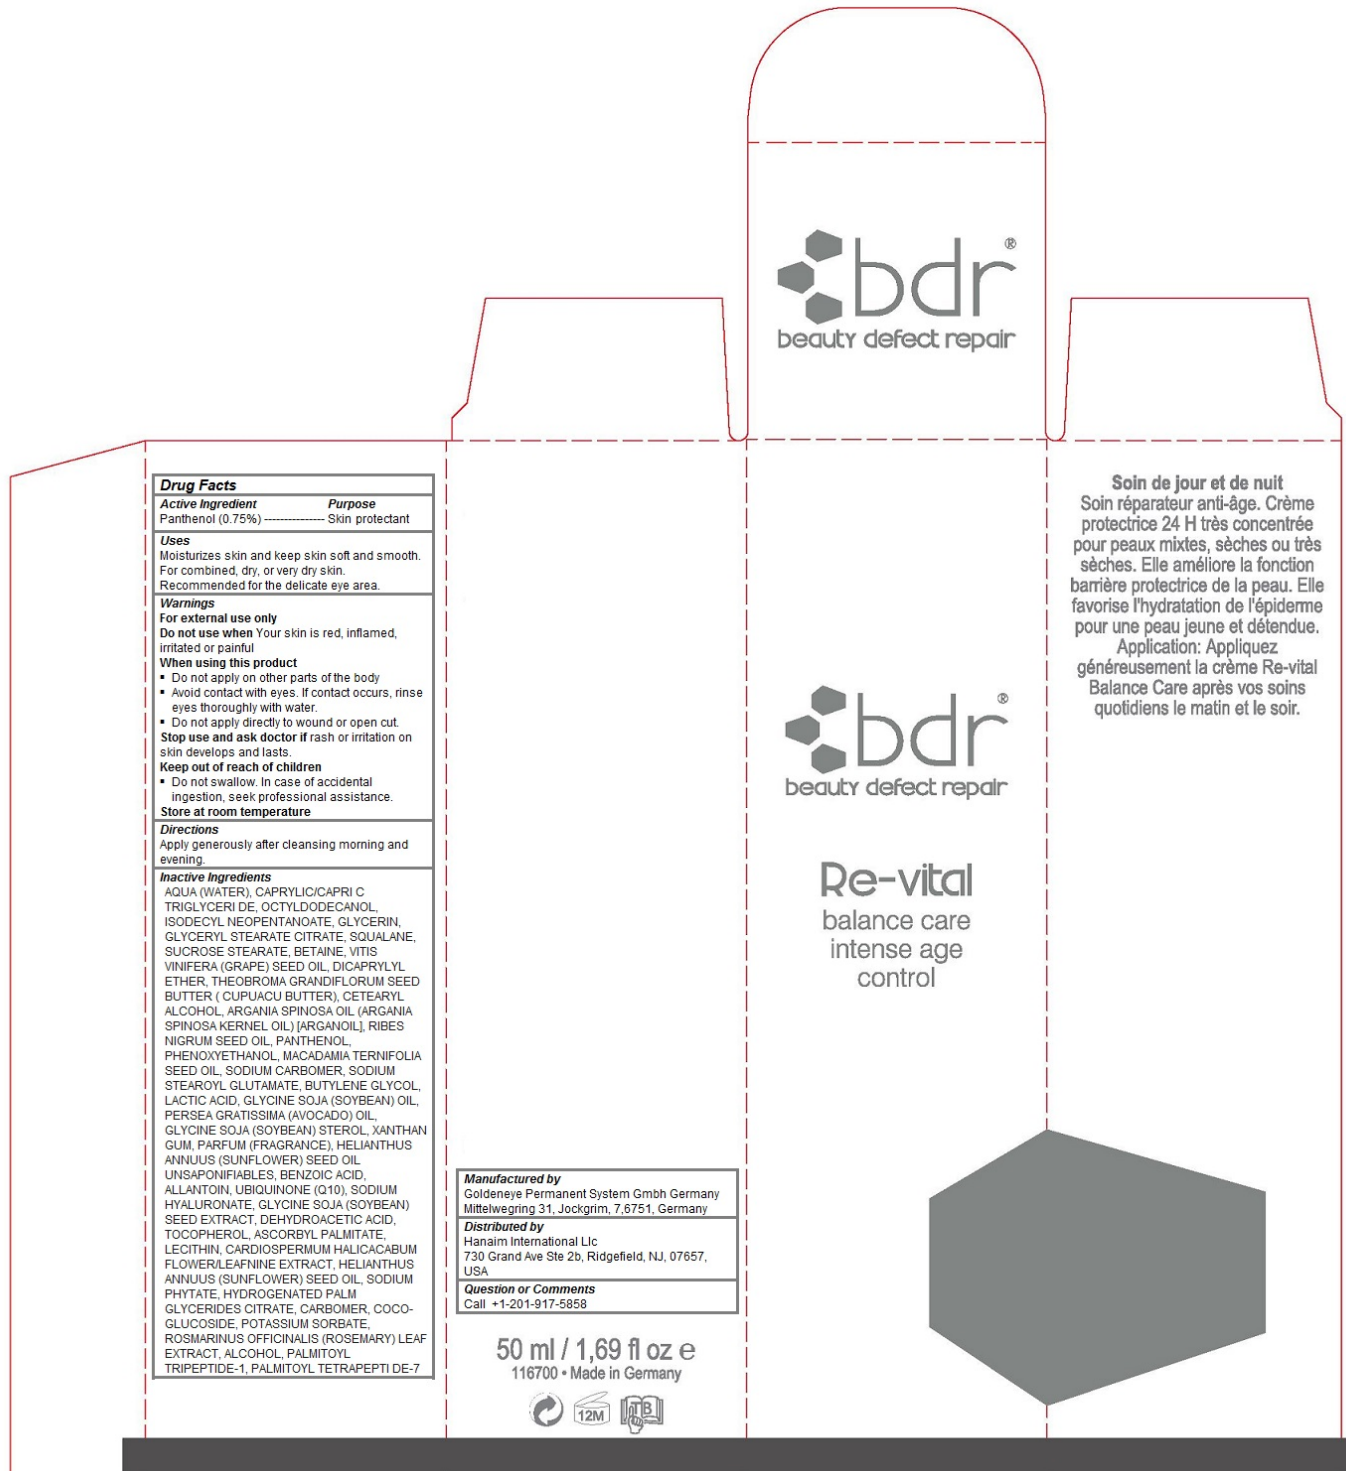 bdr®
beauty defect repair
Drug Facts
Active Ingredient Purpose
Panthenol (0.75%) --------------- Skin protectant
Uses
Moisturizes skin and keep skin soft and smooth.
For combined, dry, or very dry skin.
Recommended for the delicate eye area.
Warnings
For external use only
Do not use when Your skin is red, inflamed,
irritated or painful
When using this product
▪ Do not apply on other parts of the body
▪ Avoid contact with eyes. If contact occurs, rinse
eyes thoroughly with water.
▪ Do not apply directly to wound or open cut.
Stop use and ask doctor if rash or irritation on
skin develops and lasts.
Keep out of reach of children
▪ Do not swallow. In case of accidental
ingestion, seek professional assistance.
Store at room temperature
Directions
Apply generously after cleansing morning and
evening.
Inactive Ingredients
AQUA (WATER), CAPRYLIC/CAPRI C
TRIGLYCERI DE, OCTYLDODECANOL,
ISODECYL NEOPENTANOATE, GLYCERIN,
GLYCERYL STEARATE CITRATE, SQUALANE,
SUCROSE STEARATE, BETAINE, VITIS
VINIFERA (GRAPE) SEED OIL, DICAPRYLYL
ETHER, THEOBROMA GRANDIFLORUM SEED
BUTTER ( CUPUACU BUTTER), CETEARYL
ALCOHOL, ARGANIA SPINOSA OIL (ARGANIA
SPINOSA KERNEL OIL) [ARGANOIL], RIBES
NIGRUM SEED OIL, PANTHENOL,
PHENOXYETHANOL, MACADAMIA TERNIFOLIA
SEED OIL, SODIUM CARBOMER, SODIUM
STEAROYL GLUTAMATE, BUTYLENE GLYCOL,
LACTIC ACID, GLYCINE SOJA (SOYBEAN) OIL,
PERSEA GRATISSIMA (AVOCADO) OIL,
GLYCINE SOJA (SOYBEAN) STEROL, XANTHAN
GUM, PARFUM (FRAGRANCE), HELIANTHUS
ANNUUS (SUNFLOWER) SEED OIL
UNSAPONIFIABLES, BENZOIC ACID,
ALLANTOIN, UBIQUINONE (Q10), SODIUM
HYALURONATE, GLYCINE SOJA (SOYBEAN)
SEED EXTRACT, DEHYDROACETIC ACID,
TOCOPHEROL, ASCORBYL PALMITATE,
LECITHIN, CARDIOSPERMUM HALICACABUM
FLOWER/LEAFNINE EXTRACT, HELIANTHUS
ANNUUS (SUNFLOWER) SEED OIL, SODIUM
PHYTATE, HYDROGENATED PALM
GLYCERIDES CITRATE, CARBOMER, COCO-
GLUCOSIDE, POTASSIUM SORBATE,
ROSMARINUS OFFICINALIS (ROSEMARY) LEAF
EXTRACT, ALCOHOL, PALMITOYL
TRIPEPTIDE-1, PALMITOYL TETRAPEPTI DE-7
Manufactured by
Goldeneye Permanent System Gmbh Germany
Mittelwegring 31, Jockgrim, 7,6751, Germany
Distributed by
Hanaim International Llc
730 Grand Ave Ste 2b, Ridgefield, NJ, 07657,
USA
Question or Comments
Call +1-201-917-5858
50 ml / 1,69 fl oz ℮
116700 • Made in Germany
12M
TB
bdr®
beauty defect repair
Re-vital
balance care
intense age
control
Soin de jour et de nuit
Soin réparateur anti-âge. Crème
protectrice 24 H très concentrée
pour peaux mixtes, sèches ou très
sèches. Elle améliore la fonction
barrière protectrice de la peau. Elle
favorise l'hydratation de l'épiderme
pour une peau jeune et détendue.
Application: Appliquez
généreusement la crème Re-vital
Balance Care après vos soins
quotidiens le matin et le soir.